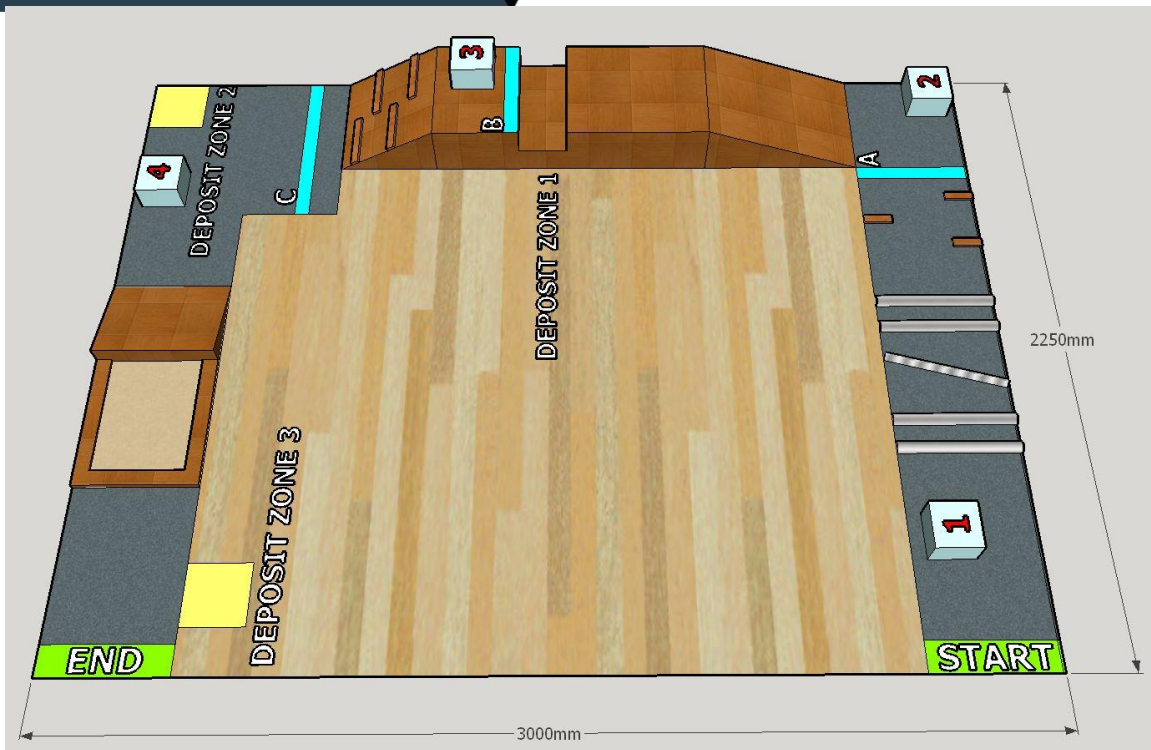 3
2
DEPOSIT ZONE 2
B
4
A
C
DEPOSIT ZONE 1
2250mm
DEPOSIT ZONE 3
1
END
START
3000mm